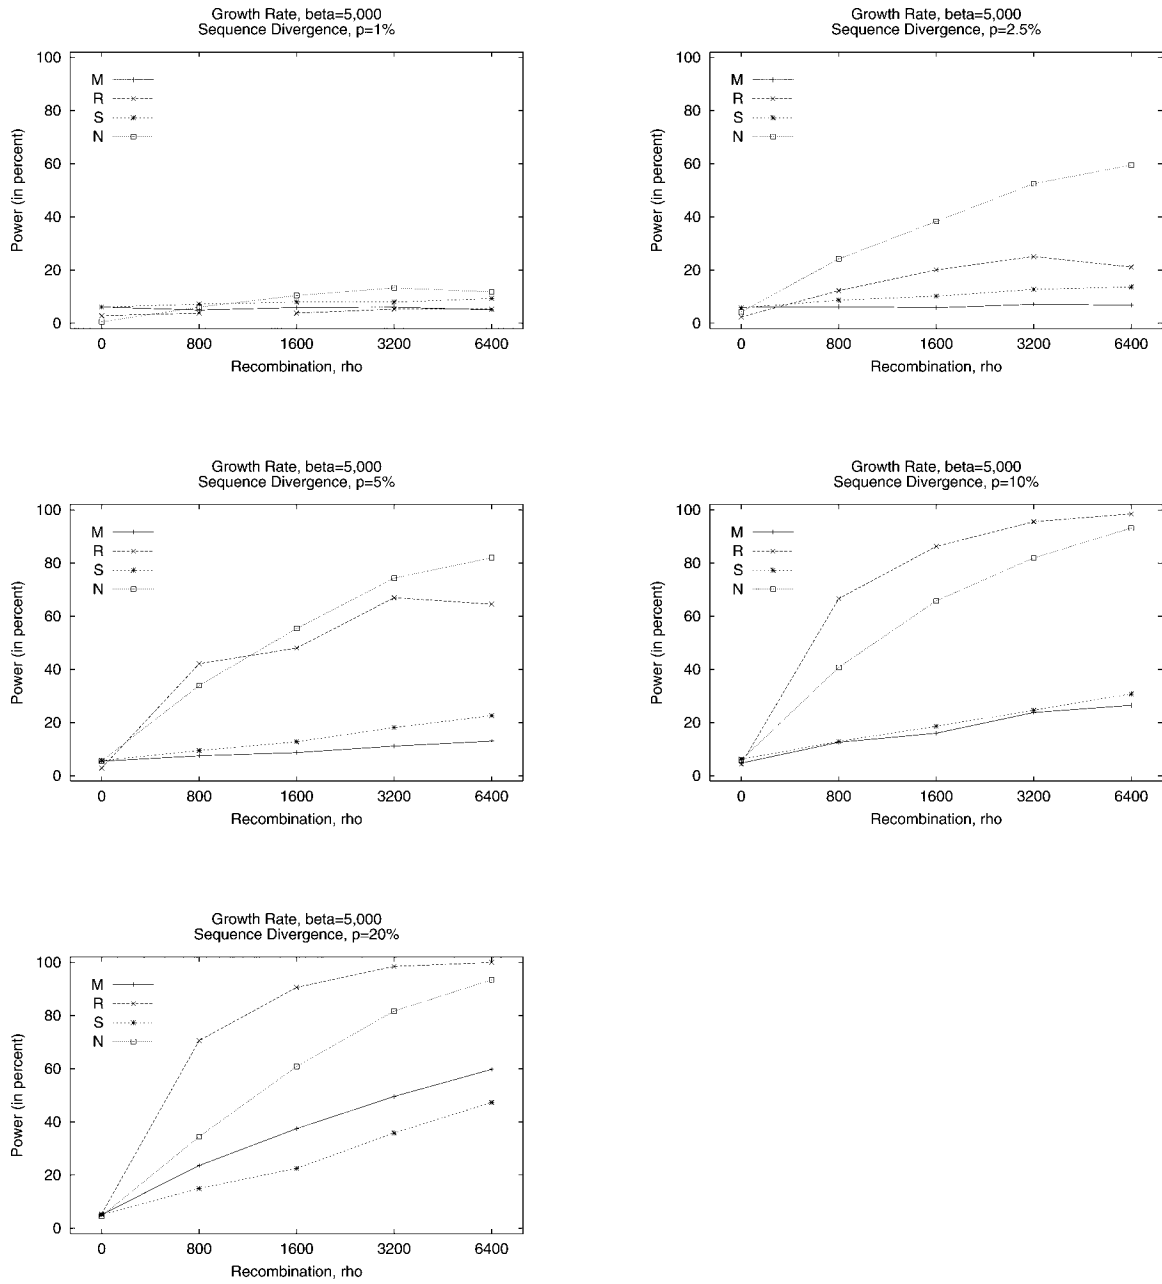 Growth Rate, beta=5,000
Sequence Divergence, p=1%
100
80
60
40
20
0
Power (in percent)
M
R
S
N
0 800 1600 3200 6400
Recombination, rho
Growth Rate, beta=5,000
Sequence Divergence, p=2.5%
100
80
60
40
20
0
Power (in percent)
M
R
S
N
0 800 1600 3200 6400
Recombination, rho
Growth Rate, beta=5,000
Sequence Divergence, p=5%
100
80
60
40
20
0
Power (in percent)
M
R
S
N
0 800 1600 3200 6400
Recombination, rho
Growth Rate, beta=5,000
Sequence Divergence, p=10%
100
80
60
40
20
0
Power (in percent)
M
R
S
N
0 800 1600 3200 6400
Recombination, rho
Growth Rate, beta=5,000
Sequence Divergence, p=20%
100
80
60
40
20
0
Power (in percent)
M
R
S
N
0 800 1600 3200 6400
Recombination, rho